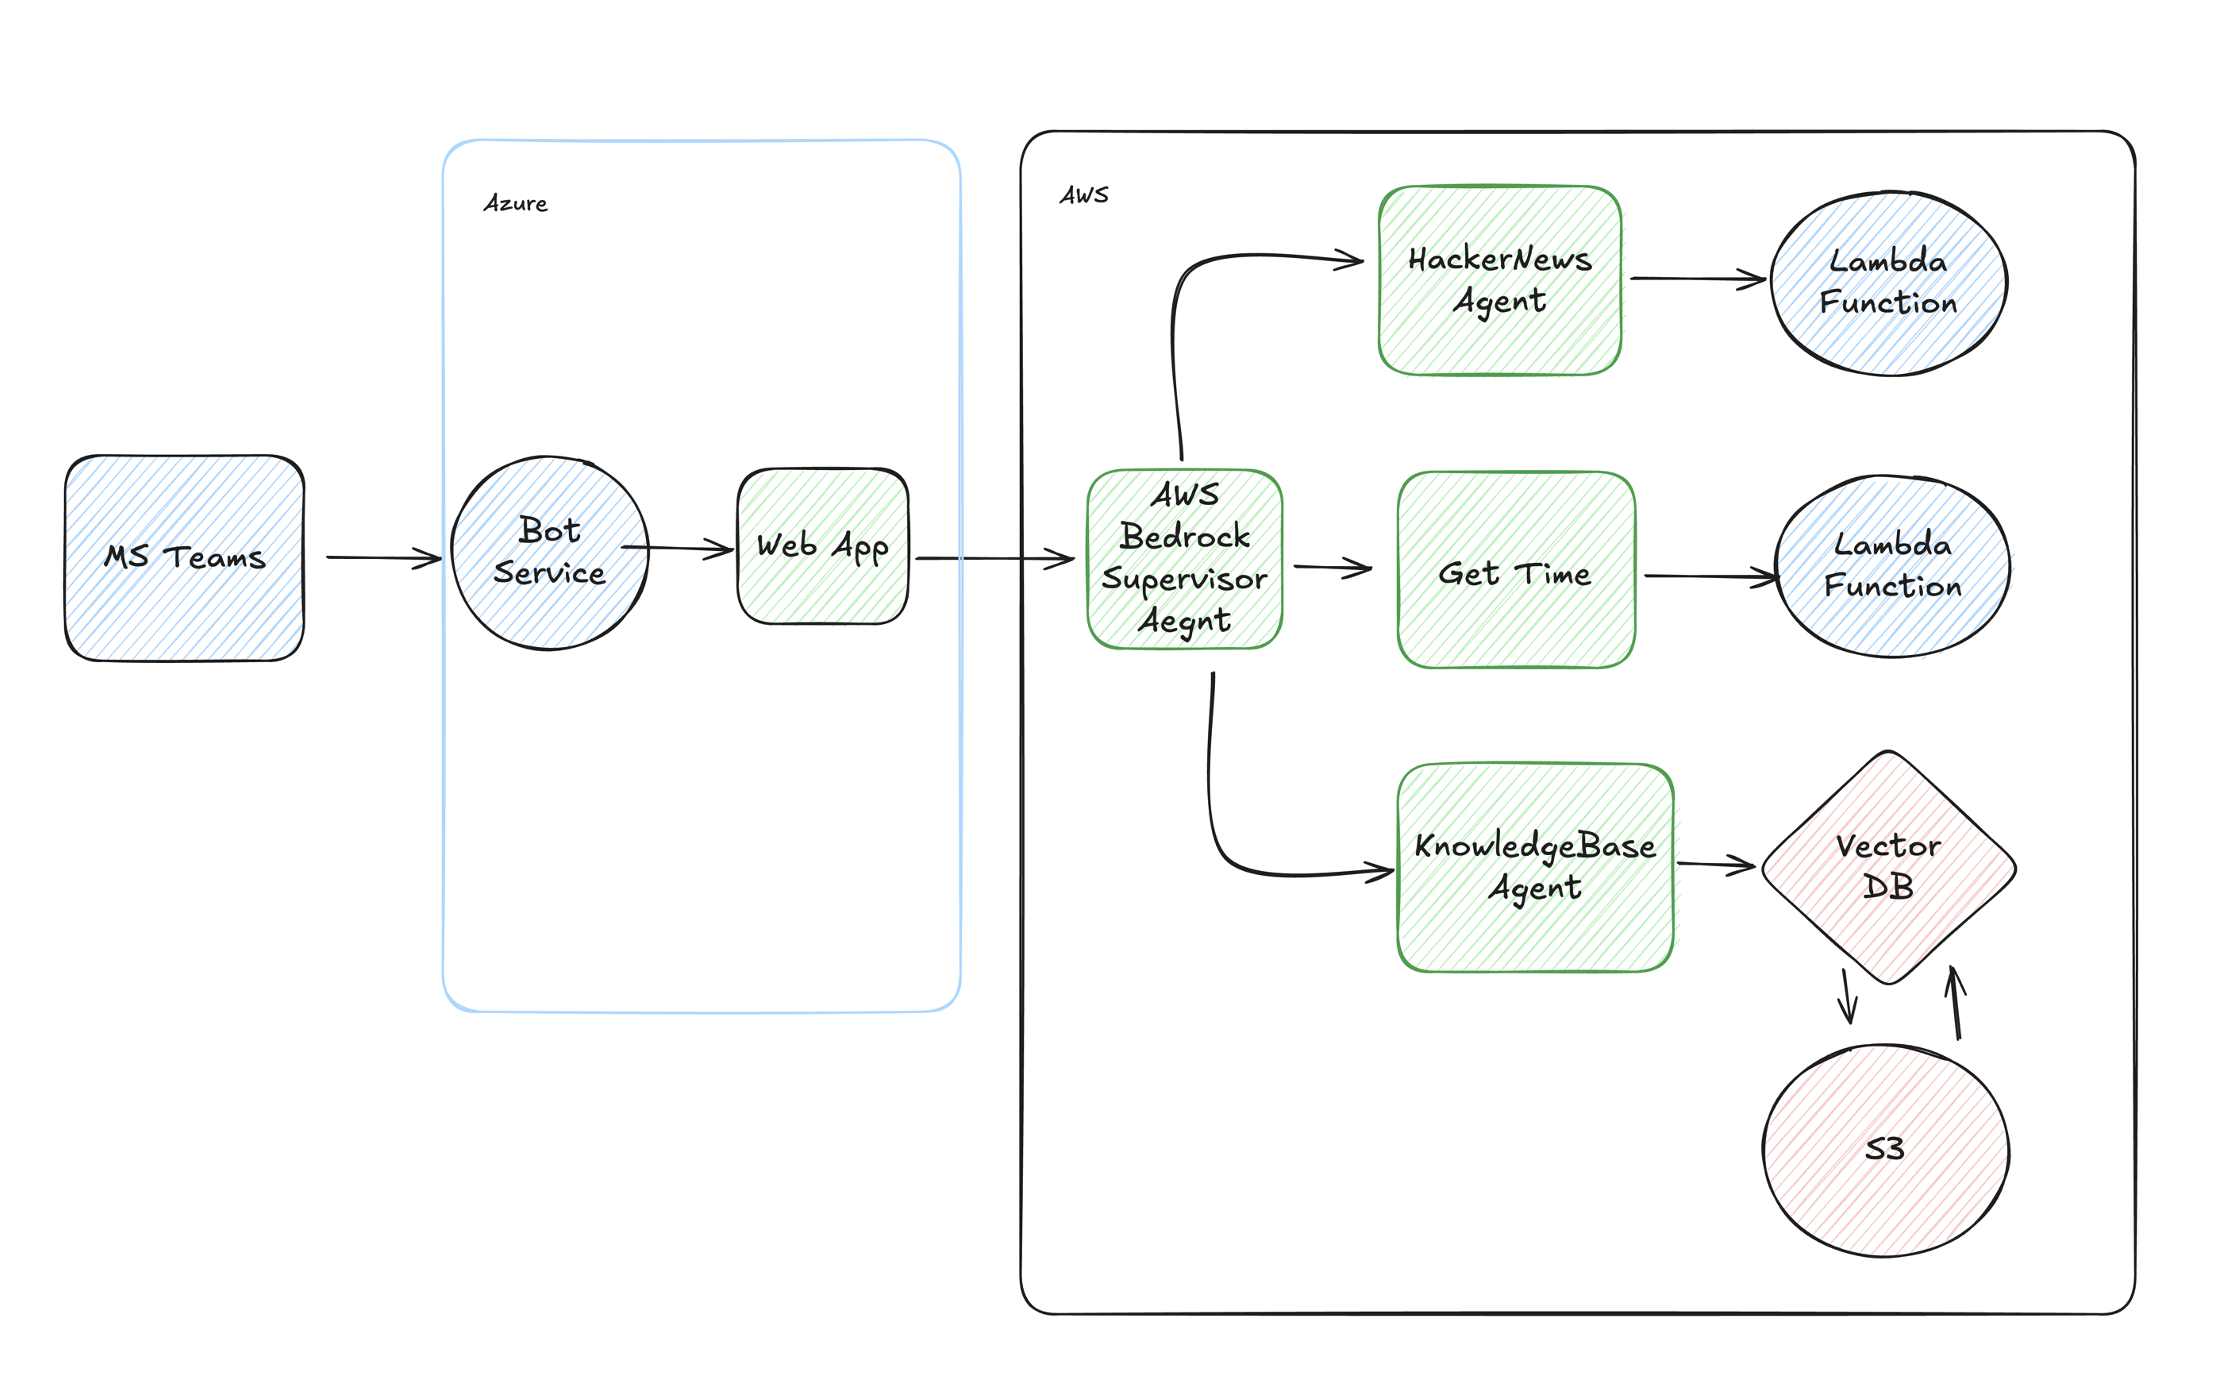 Azure
AWS
MS Teams
Bot
Service
Web App
AWS
Bedrock
Supervisor
Aegnt
HackerNews
Agent
Lambda
Function
Get Time
Lambda
Function
KnowledgeBase
Agent
Vector
DB
S3